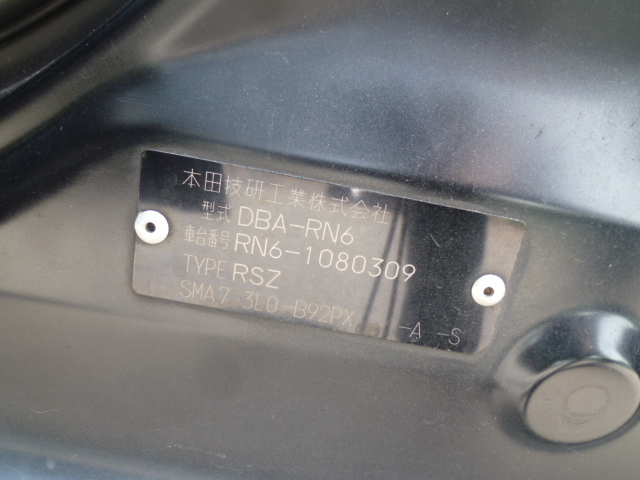 本田技研工業株式会社
型式 DBA-RN6
車台番号 RN6-1080309
TYPE RSZ
SMA7 3L0-B92PX -A -S